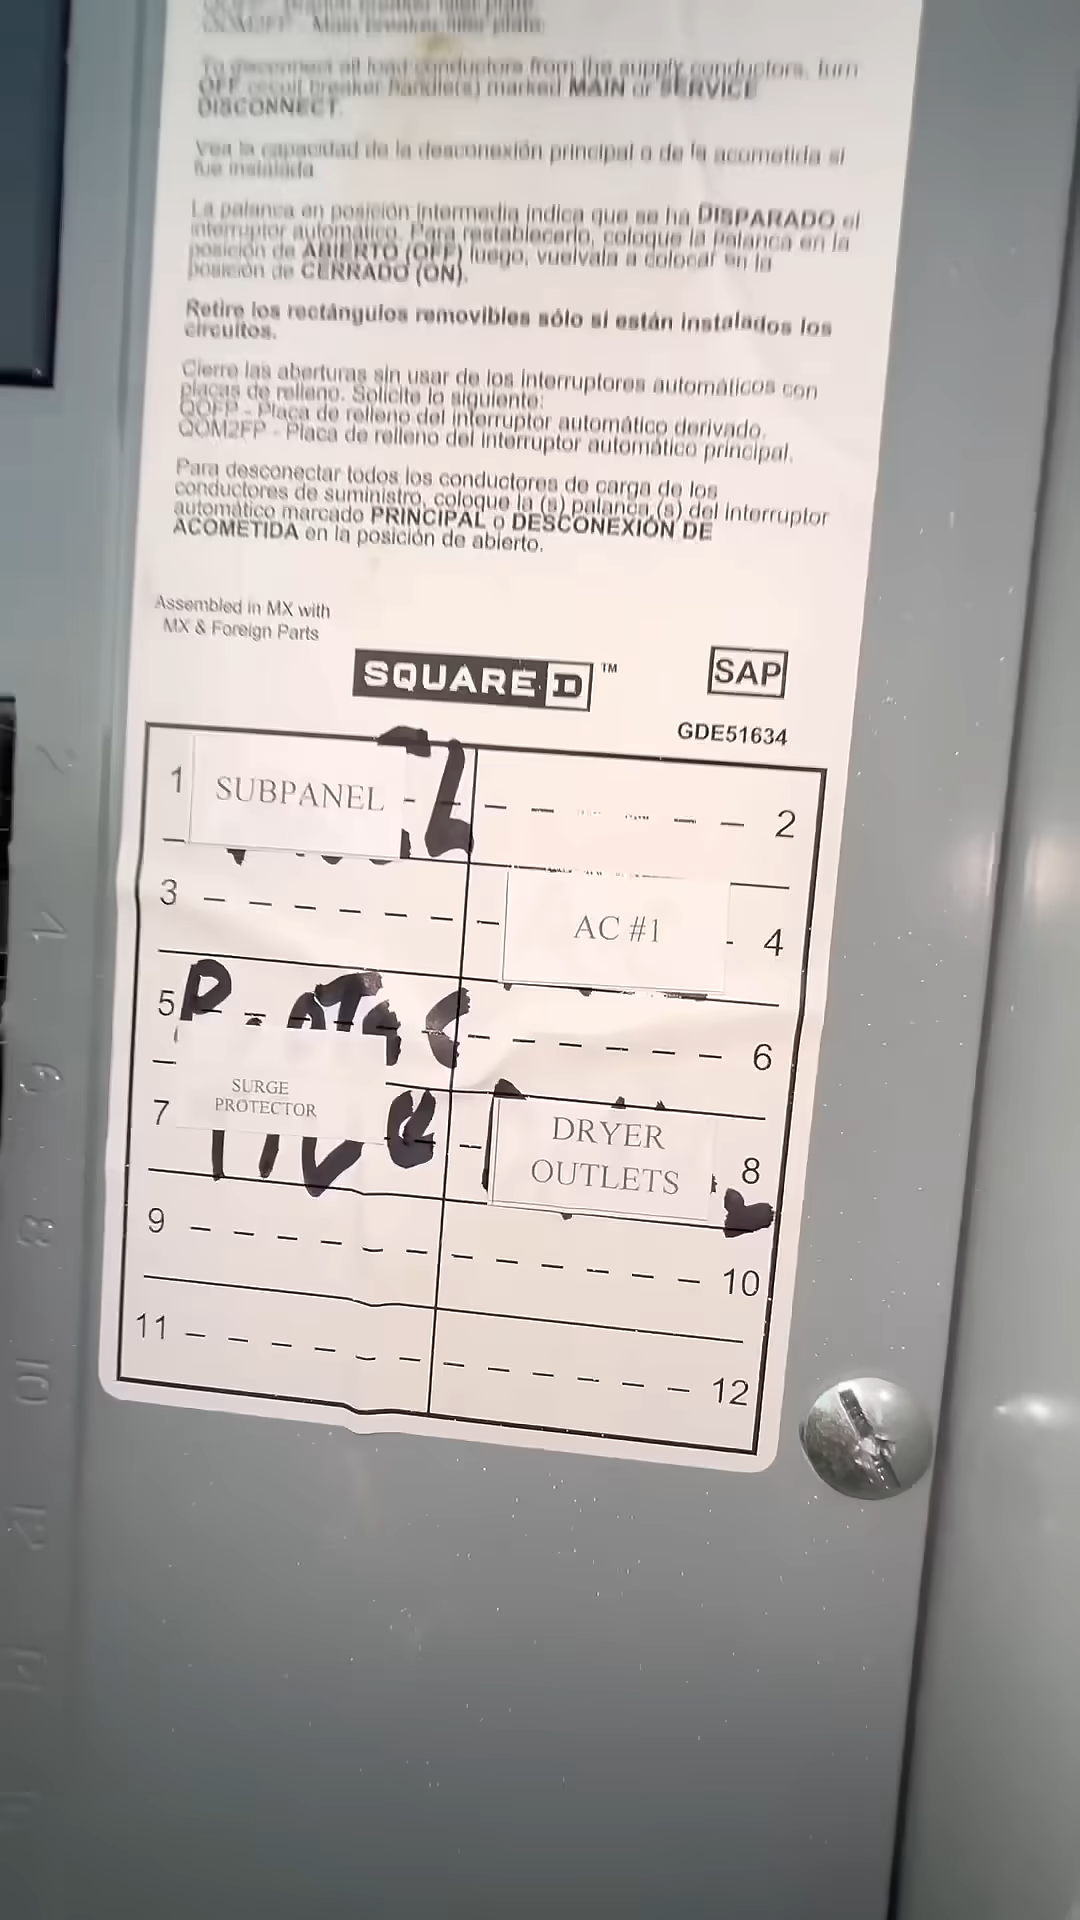 To disconnect all load conductors from the supply conductors, turn
OFF circuit breaker handle(s) marked MAIN or SERVICE
DISCONNECT.
Vea la capacidad de la desconexión principal o de la acometida si
fue instalada
La palanca en posición intermedia indica que se ha DISPARADO el
interruptor automático. Para restablecerlo, coloque la palanca en la
posición de ABIERTO (OFF) luego, vuelvala a colocar en la
posición de CERRADO (ON).
Retire los rectángulos removibles sólo si están instalados los
circuitos.
Cierre las aberturas sin usar de los interruptores automáticos con
placas de relleno. Solicite lo siguiente:
QOFP - Placa de relleno del interruptor automático derivado.
QOM2FP - Placa de relleno del interruptor automático principal.
Para desconectar todos los conductores de carga de los
conductores de suministro, coloque la (s) palanca (s) del interruptor
automático marcado PRINCIPAL o DESCONEXIÓN DE
ACOMETIDA en la posición de abierto.
Assembled in MX with
MX & Foreign Parts
SQUARE D ™
SAP
GDE51634
1 SUBPANEL 2
3 AC #1 4
5 6
7 SURGE
PROTECTOR
DRYER
OUTLETS 8
9 10
11 12
2
4
6
8
10
12
14